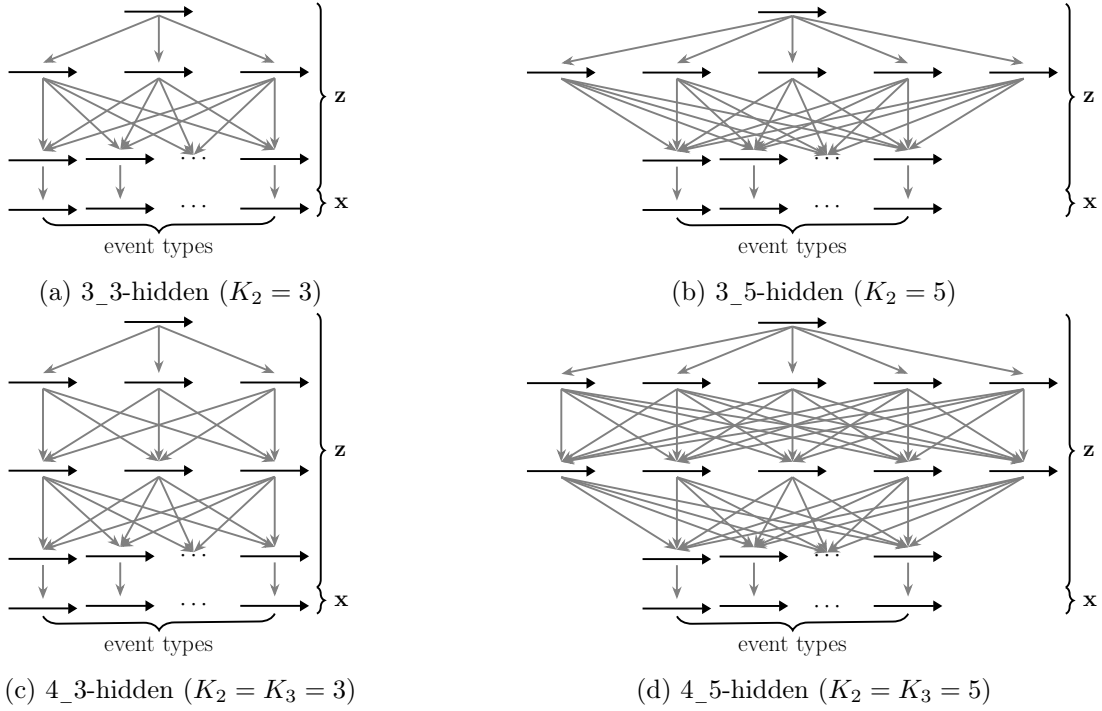 z
· · ·
x
· · ·
event types
(a) 3_3-hidden (K₂ = 3)
z
· · ·
x
· · ·
event types
(b) 3_5-hidden (K₂ = 5)
z
· · ·
x
· · ·
event types
(c) 4_3-hidden (K₂ = K₃ = 3)
z
· · ·
x
· · ·
event types
(d) 4_5-hidden (K₂ = K₃ = 5)